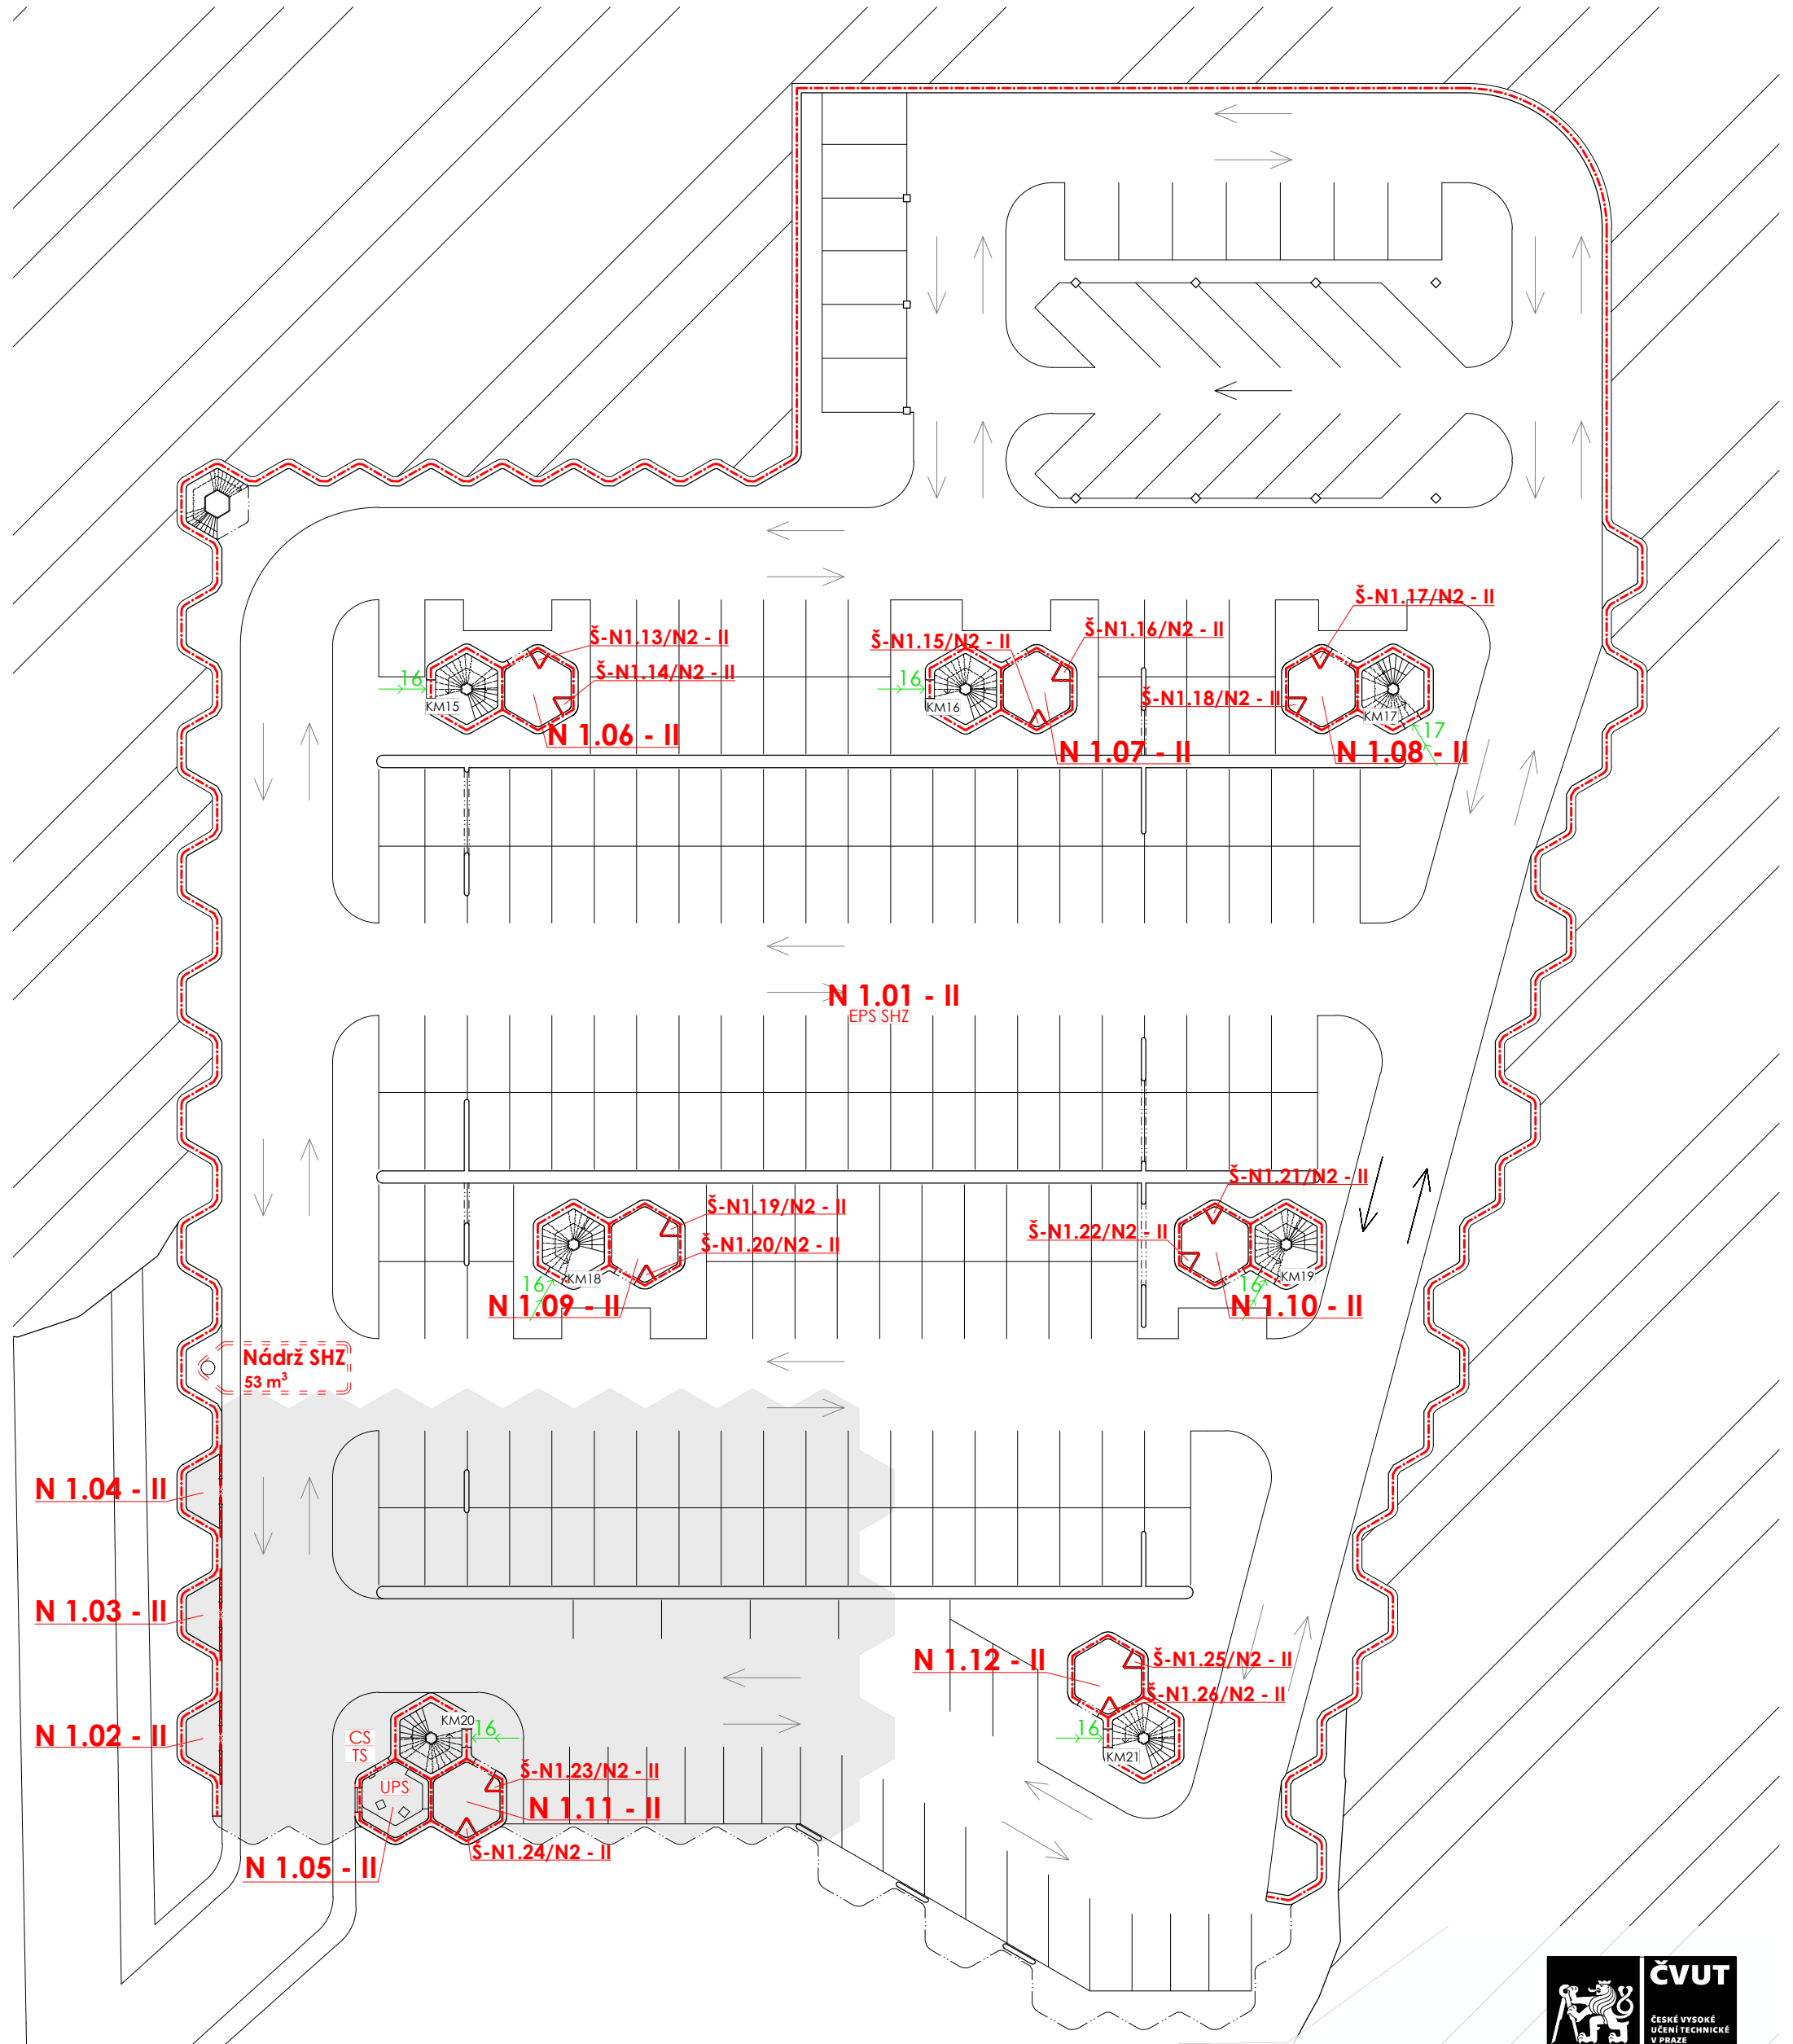 Š-N1.17/N2 - II
Š-N1.13/N2 - II
Š-N1.15/N2 - II
Š-N1.16/N2 - II
Š-N1.14/N2 - II
Š-N1.18/N2 - II
16
KM15
16
KM16
KM17
17
N 1.06 - II
N 1.07 - II
N 1.08 - II
N 1.01 - II
EPS SHZ
Š-N1.21/N2 - II
Š-N1.19/N2 - II
Š-N1.22/N2 - II
Š-N1.20/N2 - II
16
KM18
16
KM19
N 1.09 - II
N 1.10 - II
Nádrž SHZ
53 m³
N 1.04 - II
N 1.03 - II
N 1.12 - II
Š-N1.25/N2 - II
Š-N1.26/N2 - II
N 1.02 - II
KM20
16
16
KM21
CS
TS
UPS
Š-N1.23/N2 - II
N 1.11 - II
Š-N1.24/N2 - II
N 1.05 - II
ČVUT
ČESKÉ VYSOKÉ
UČENÍ TECHNICKÉ
V PRAZE